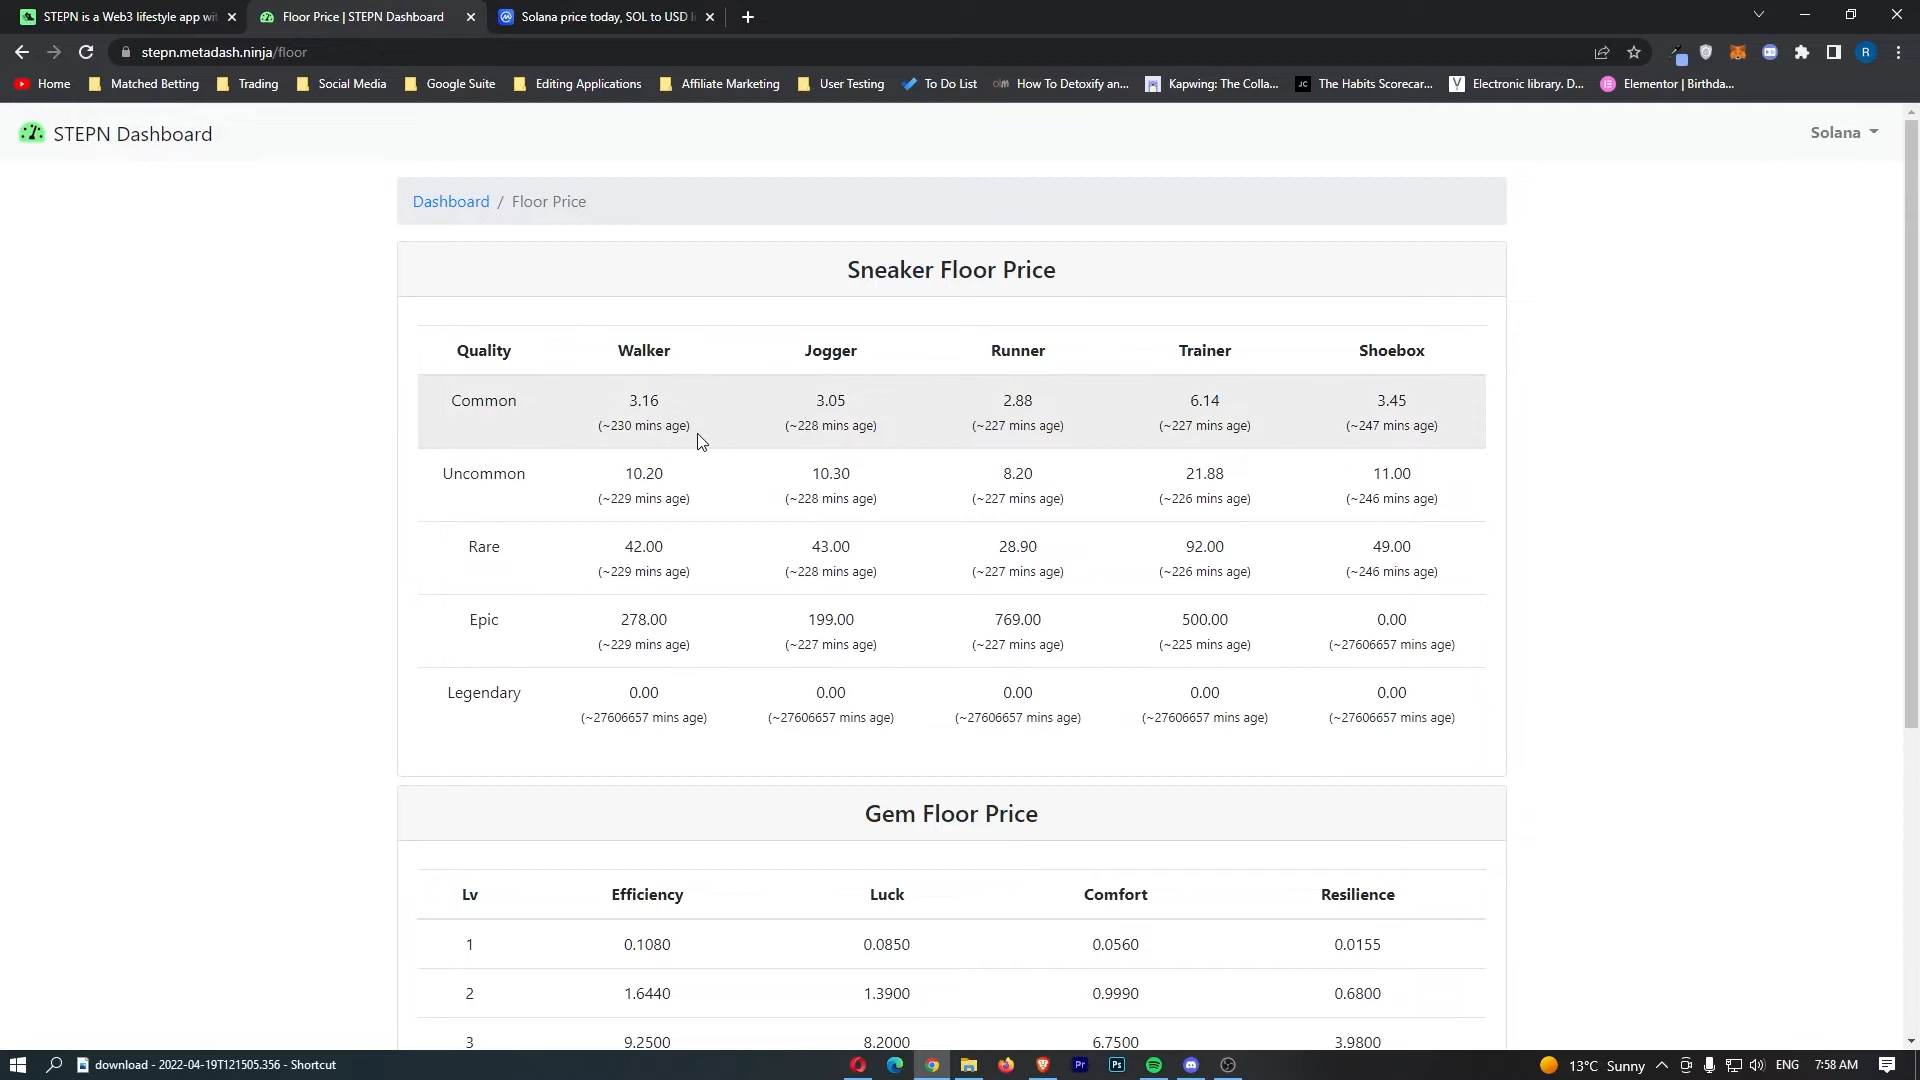 STEPN is a Web3 lifestyle app wit
Floor Price | STEPN Dashboard
Solana price today, SOL to USD li
stepn.metadash.ninja/floor
R
Home
Matched Betting
Trading
Social Media
Google Suite
Editing Applications
Affiliate Marketing
User Testing
To Do List
How To Detoxify an...
Kapwing: The Colla...
JC
The Habits Scorecar...
Electronic library. D...
Elementor | Birthda...
STEPN Dashboard
Solana
Dashboard / Floor Price
Sneaker Floor Price
Quality Walker Jogger Runner Trainer Shoebox
Common 3.16 3.05 2.88 6.14 3.45
(~230 mins age) (~228 mins age) (~227 mins age) (~227 mins age) (~247 mins age)
Uncommon 10.20 10.30 8.20 21.88 11.00
(~229 mins age) (~228 mins age) (~227 mins age) (~226 mins age) (~246 mins age)
Rare 42.00 43.00 28.90 92.00 49.00
(~229 mins age) (~228 mins age) (~227 mins age) (~226 mins age) (~246 mins age)
Epic 278.00 199.00 769.00 500.00 0.00
(~229 mins age) (~227 mins age) (~227 mins age) (~225 mins age) (~27606657 mins age)
Legendary 0.00 0.00 0.00 0.00 0.00
(~27606657 mins age) (~27606657 mins age) (~27606657 mins age) (~27606657 mins age) (~27606657 mins age)
Gem Floor Price
Lv Efficiency Luck Comfort Resilience
1 0.1080 0.0850 0.0560 0.0155
2 1.6440 1.3900 0.9990 0.6800
3 9.2500 8.2000 6.7500 3.9800
download - 2022-04-19T121505.356 - Shortcut
Pr
Ps
13°C Sunny
ENG
7:58 AM